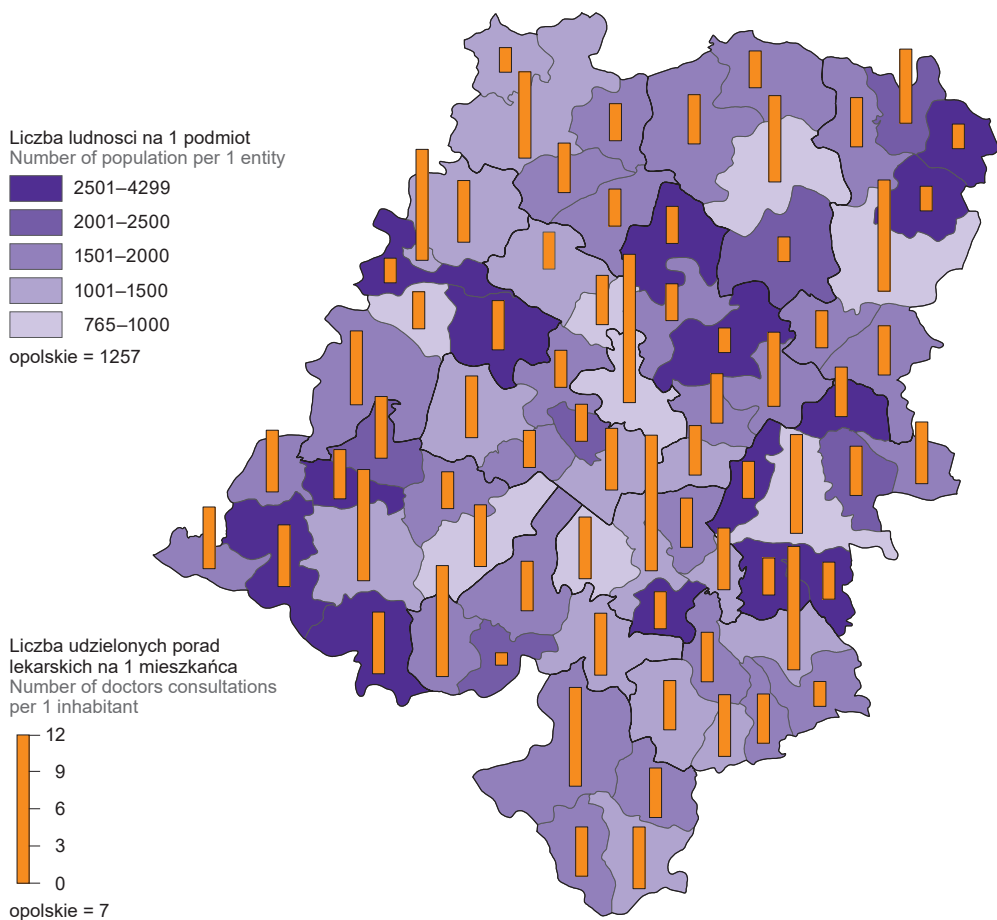 Liczba ludnosci na 1 podmiot
Number of population per 1 entity
2501–4299
2001–2500
1501–2000
1001–1500
765–1000
opolskie = 1257
Liczba udzielonych porad
lekarskich na 1 mieszkańca
Number of doctors consultations
per 1 inhabitant
12
9
6
3
0
opolskie = 7